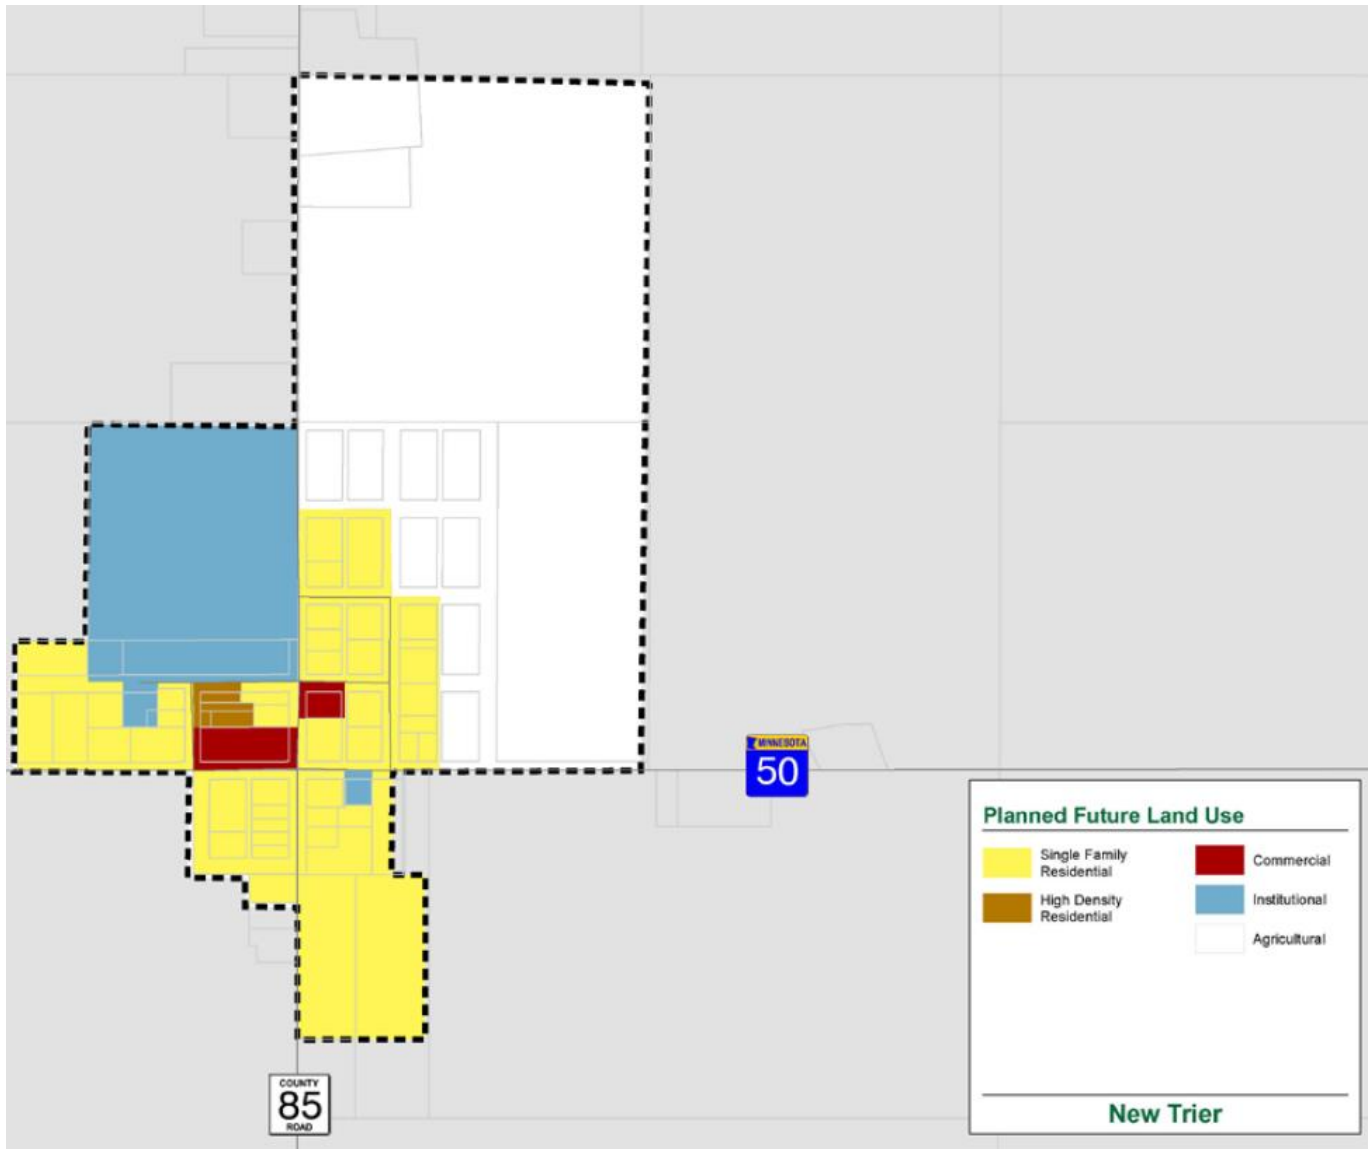 MINNESOTA
50
Planned Future Land Use
Single Family
Residential
High Density
Residential
Commercial
Institutional
Agricultural
New Trier
COUNTY
85
ROAD